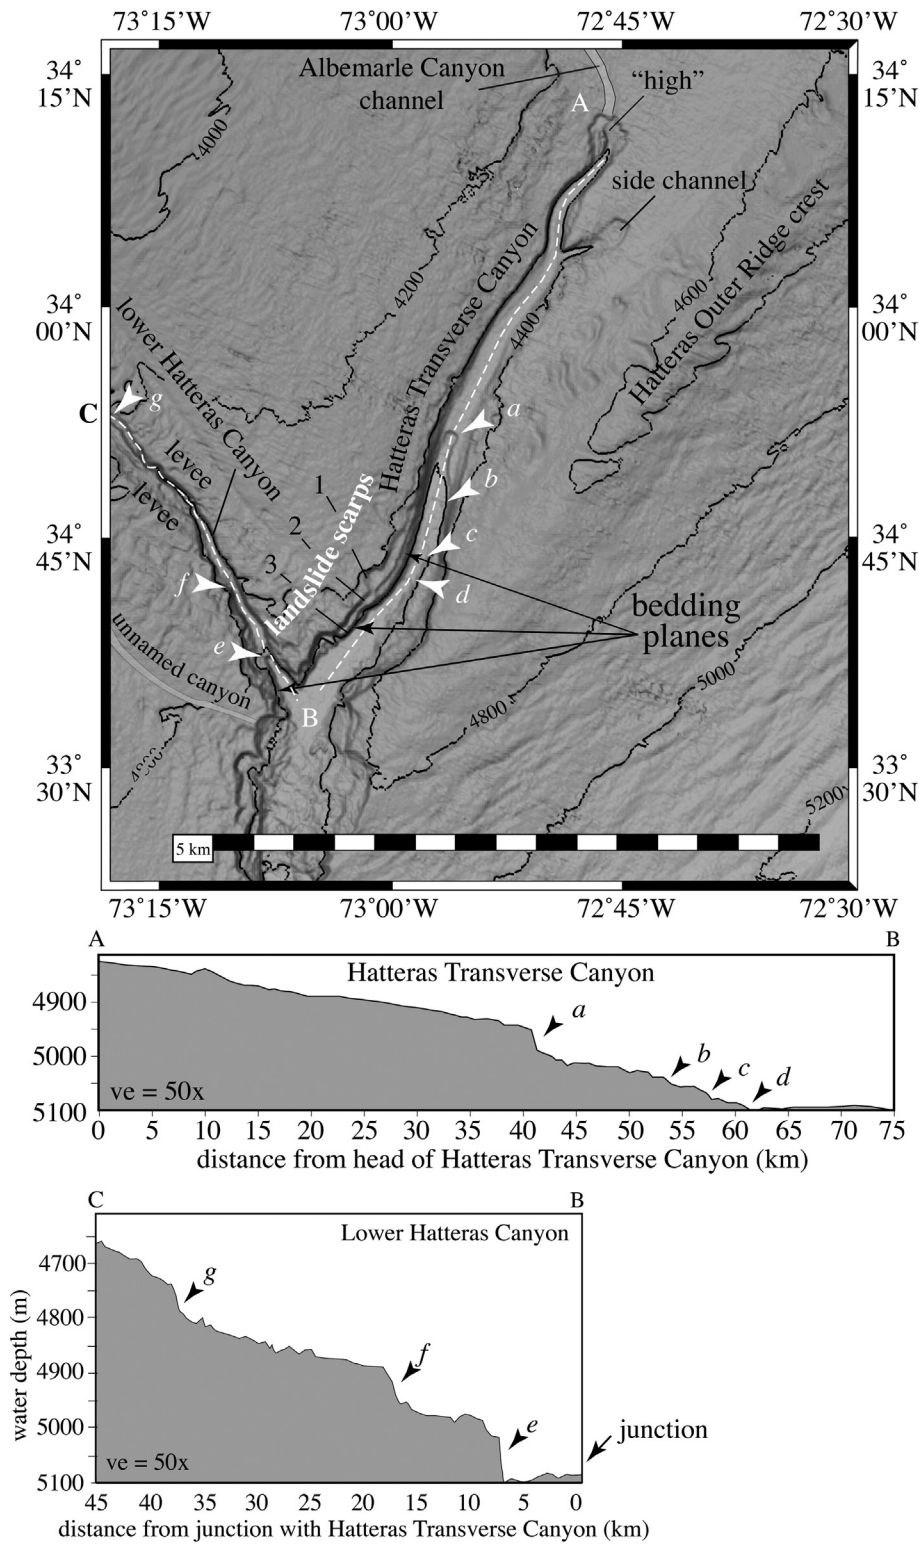 73°15’W 73°00’W 72°45’W 72°30’W
34°
15’N
34°
15’N
Albemarle Canyon
channel
A
“high”
4000
side channel
Hatteras Outer Ridge crest
4200
4600
34°
00’N
34°
00’N
lower Hatteras Canyon
Hatteras Transverse Canyon
4400
C
g
a
levee
levee
b
1
2
3
landslide scarps
c
34°
45’N
34°
45’N
f
d
bedding
planes
unnamed canyon
e
5000
4800
B
33°
30’N
33°
30’N
5200
5 km
73°15’W 73°00’W 72°45’W 72°30’W
A B
Hatteras Transverse Canyon
4900
5000
5100
a
b
c
d
ve = 50x
0 5 10 15 20 25 30 35 40 45 50 55 60 65 70 75
distance from head of Hatteras Transverse Canyon (km)
C B
Lower Hatteras Canyon
4700
4800
4900
5000
5100
water depth (m)
g
f
e
junction
ve = 50x
45 40 35 30 25 20 15 10 5 0
distance from junction with Hatteras Transverse Canyon (km)